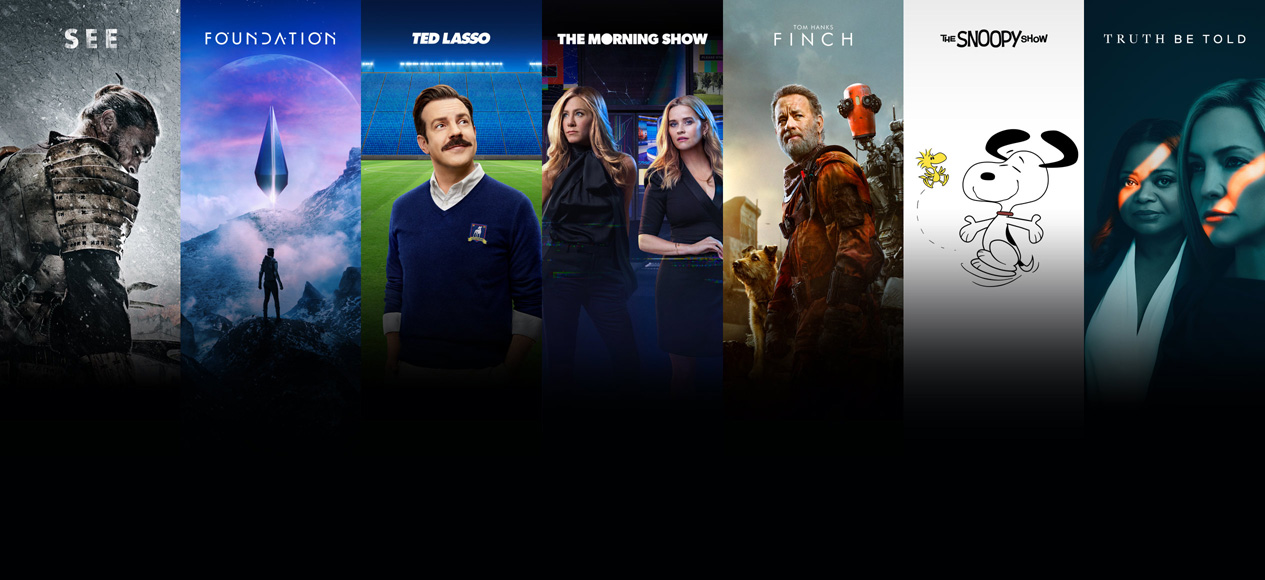 SEE
FOUNDATION
TED LASSO
THE MORNING SHOW
TOM HANKS
FINCH
THE SNOOPY SHOW
TRUTH BE TOLD